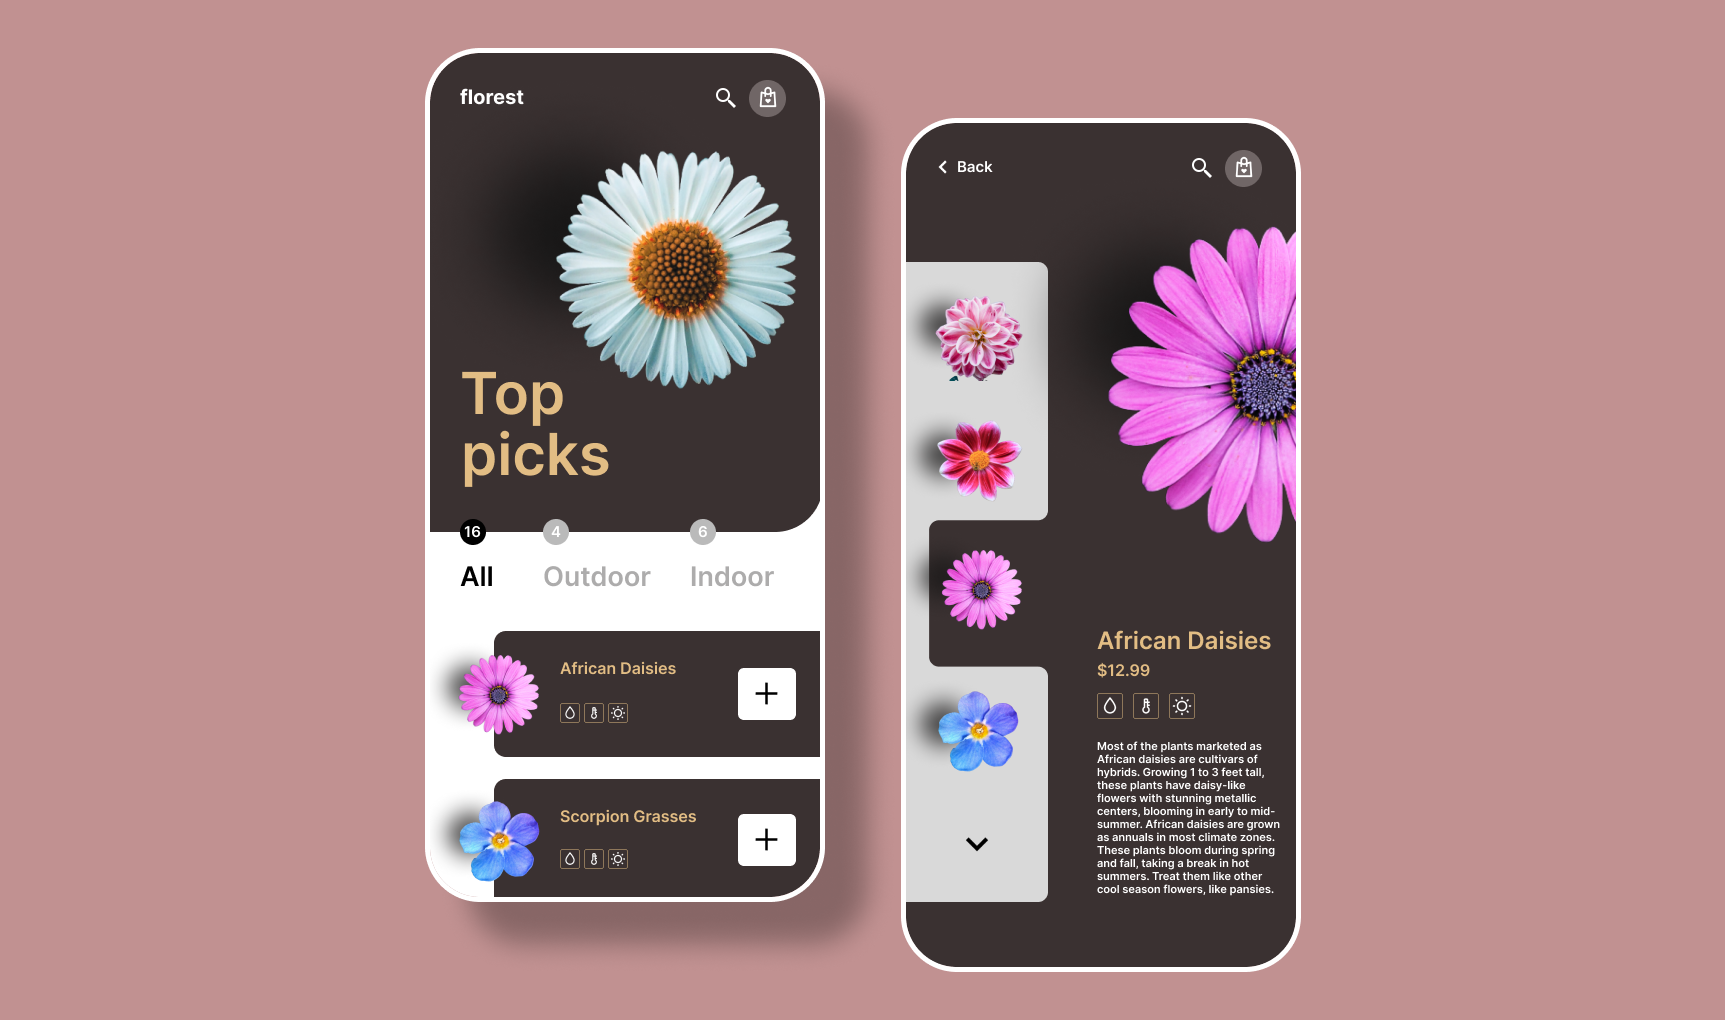 florest
Top
picks
16
4
6
All
Outdoor
Indoor
African Daisies
Scorpion Grasses
Back
African Daisies
$12.99
Most of the plants marketed as
African daisies are cultivars of
hybrids. Growing 1 to 3 feet tall,
these plants have daisy-like
flowers with stunning metallic
centers, blooming in early to mid-
summer. African daisies are grown
as annuals in most climate zones.
These plants bloom during spring
and fall, taking a break in hot
summers. Treat them like other
cool season flowers, like pansies.